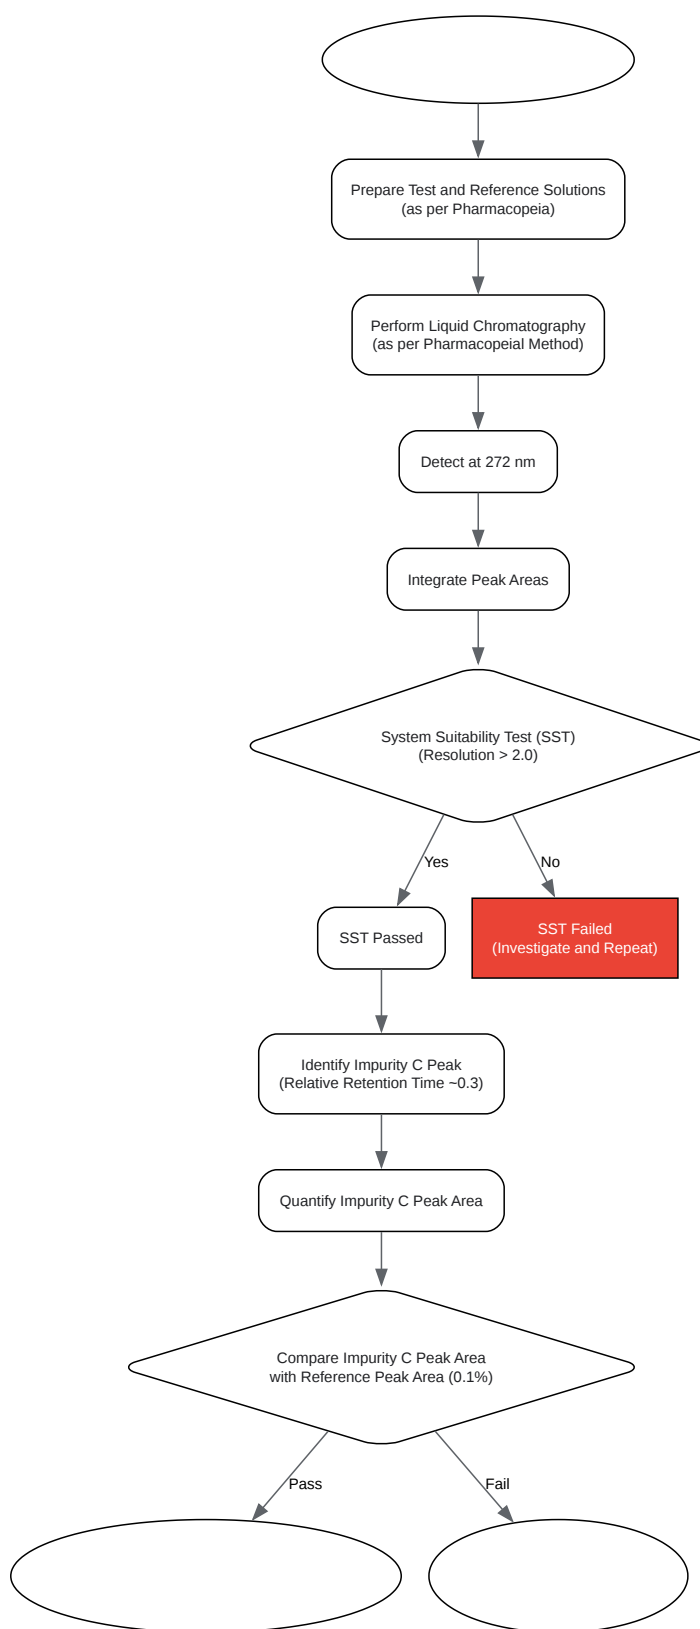 Prepare Test and Reference Solutions
(as per Pharmacopeia)
Perform Liquid Chromatography
(as per Pharmacopeial Method)
Detect at 272 nm
Integrate Peak Areas
System Suitability Test (SST)
(Resolution > 2.0)
Yes
No
SST Passed
SST Failed
(Investigate and Repeat)
Identify Impurity C Peak
(Relative Retention Time ~0.3)
Quantify Impurity C Peak Area
Compare Impurity C Peak Area
with Reference Peak Area (0.1%)
Pass
Fail